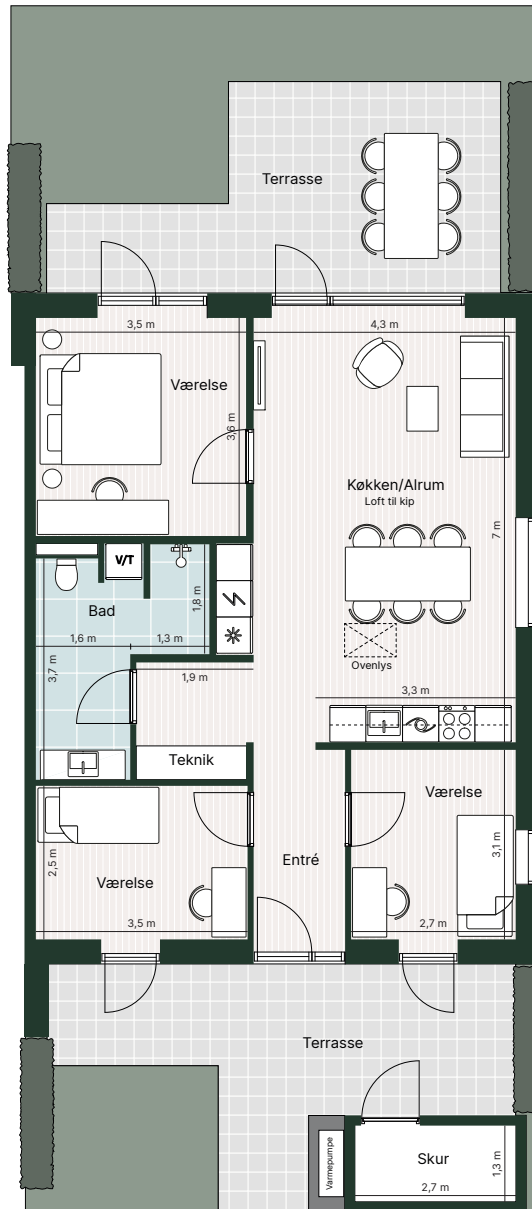 Terrasse
3,5 m
4,3 m
Værelse
3,6 m
Køkken/Alrum
Loft til kip
7 m
V/T
Bad
1,8 m
1,6 m
1,3 m
3,7 m
Ovenlys
1,9 m
3,3 m
Teknik
Værelse
2,5 m
Værelse
3,1 m
Entré
3,5 m
2,7 m
Terrasse
Varmepumpe
Skur
1,3 m
2,7 m